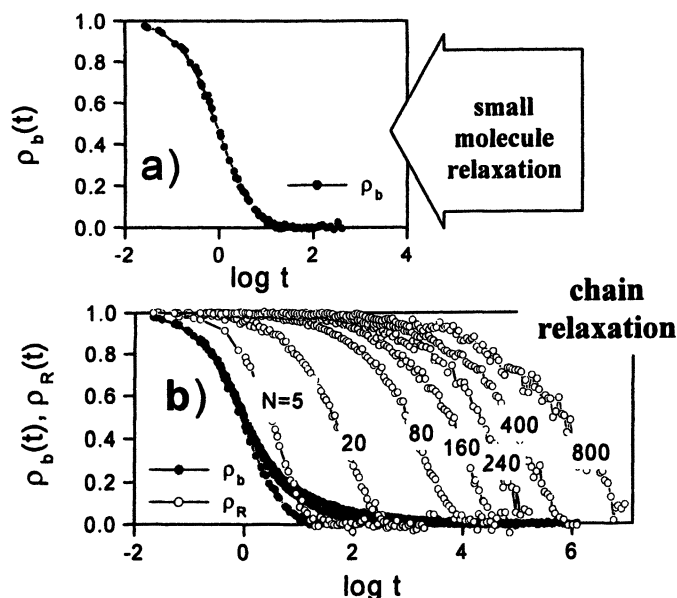 1.0
0.8
0.6
0.4
0.2
0.0
ρb(t)
a)
ρb
-2 0 2 4
log t
small
molecule
relaxation
chain
relaxation
1.0
0.8
0.6
0.4
0.2
0.0
ρb(t), ρR(t)
b)
N=5 20 80 160 240 400 800
ρb
ρR
-2 0 2 4 6
log t